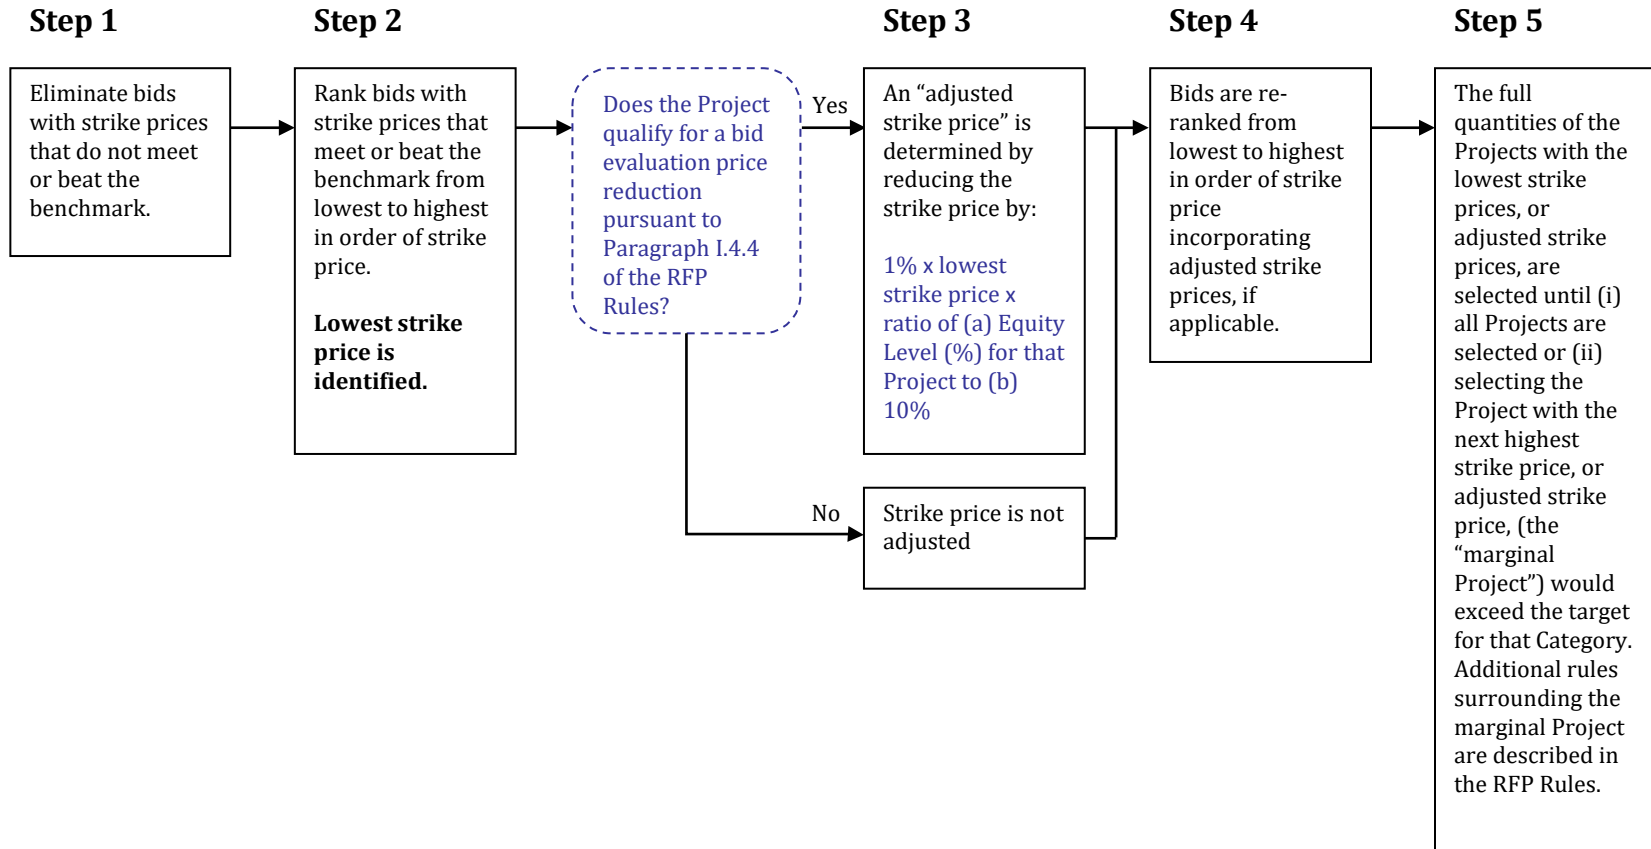 Step 1
Step 2
Step 3
Step 4
Step 5
Eliminate bids
with strike prices
that do not meet
or beat the
benchmark.
Rank bids with
strike prices that
meet or beat the
benchmark from
lowest to highest
in order of strike
price.
Lowest strike
price is
identified.
Does the Project
qualify for a bid
evaluation price
reduction
pursuant to
Paragraph I.4.4
of the RFP
Rules?
Yes
No
An “adjusted
strike price” is
determined by
reducing the
strike price by:
1% x lowest
strike price x
ratio of (a) Equity
Level (%) for that
Project to (b)
10%
Strike price is not
adjusted
Bids are re-
ranked from
lowest to highest
in order of strike
price
incorporating
adjusted strike
prices, if
applicable.
The full
quantities of the
Projects with the
lowest strike
prices, or
adjusted strike
prices, are
selected until (i)
all Projects are
selected or (ii)
selecting the
Project with the
next highest
strike price, or
adjusted strike
price, (the
“marginal
Project”) would
exceed the target
for that Category.
Additional rules
surrounding the
marginal Project
are described in
the RFP Rules.